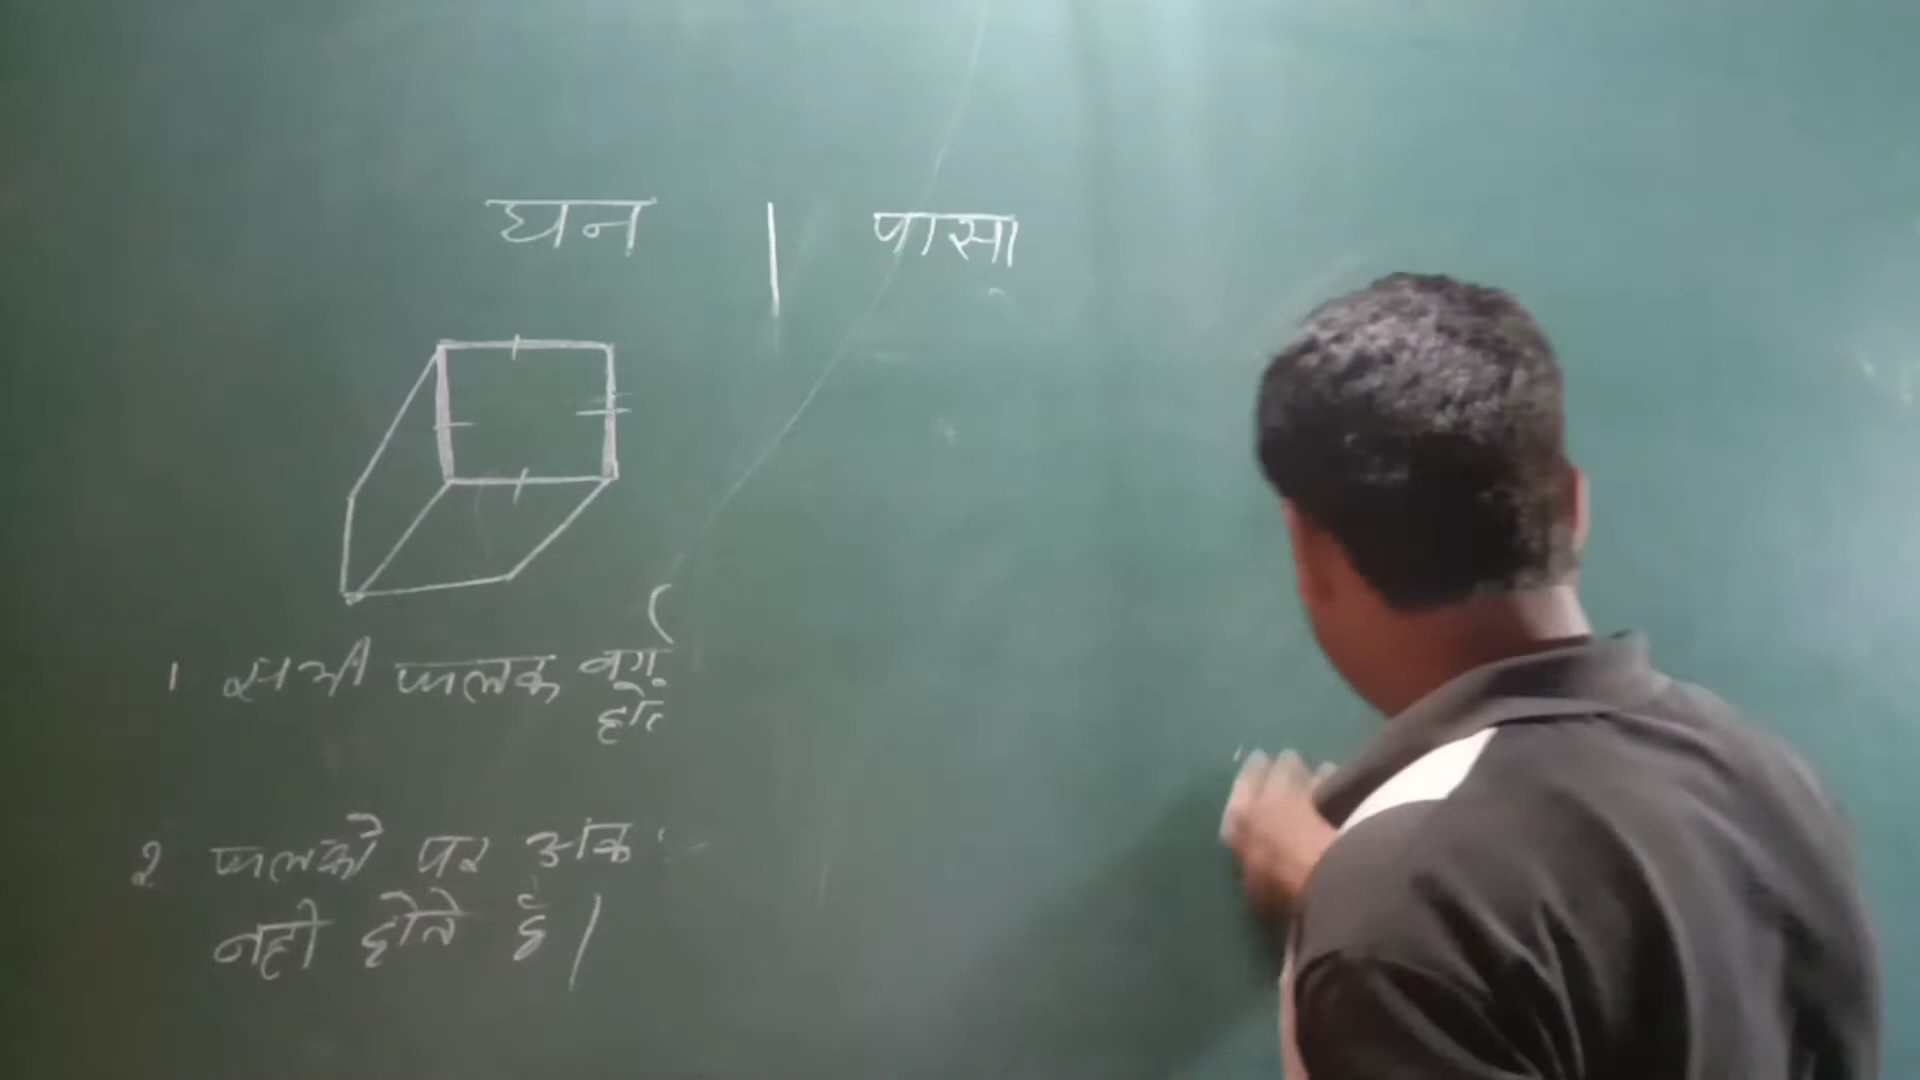 घन | पासा
1 सभी फलक वर्ग
होते
2 फलको पर अंक
नही होते है।